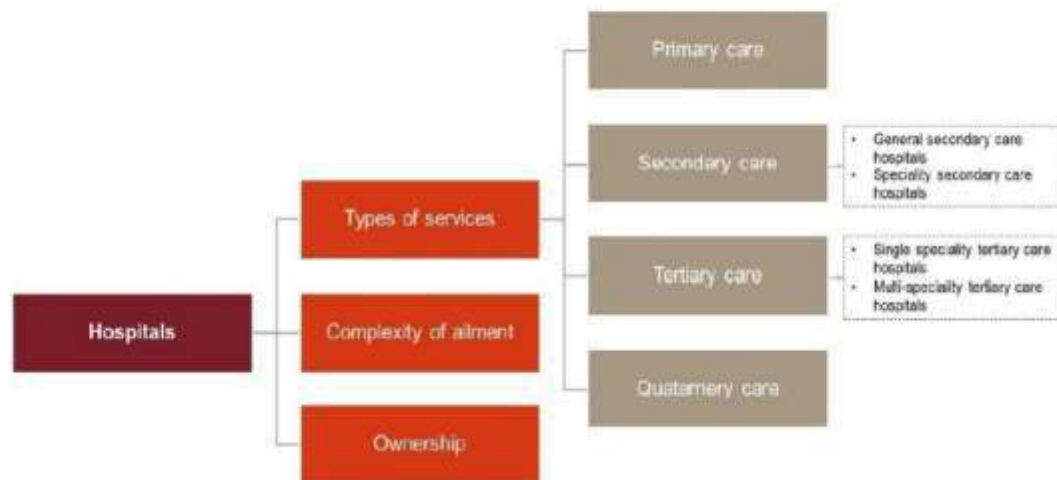 Primary care
Secondary care
• General secondary care
hospitals
• Speciality secondary care
hospitals
Types of services
Tertiary care
• Single speciality tertiary care
hospitals
• Multi-speciality tertiary care
hospitals
Hospitals
Complexity of ailment
Quaternery care
Ownership